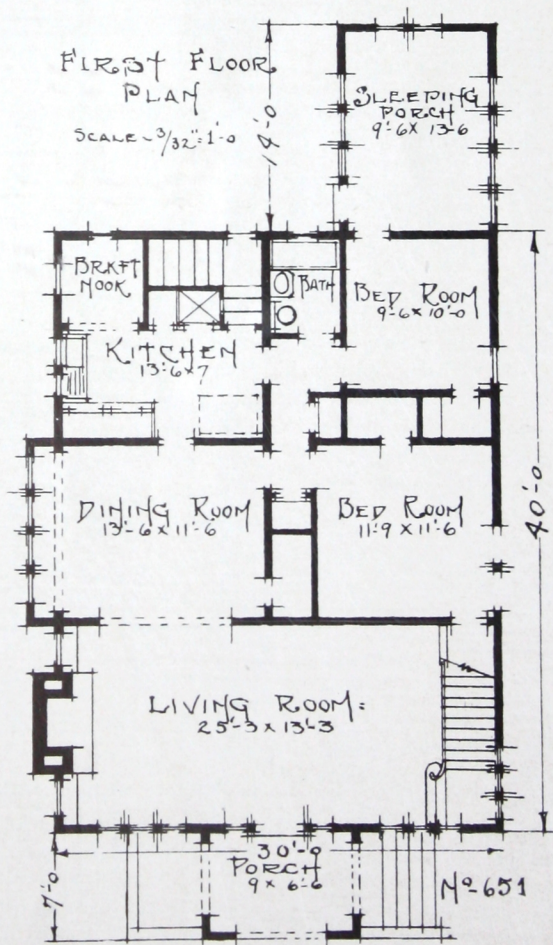 FIRST FLOOR
PLAN
SCALE ~ 3/32" = 1'-0
14'-0
SLEEPING
PORCH
9'-6 X 13'-6
BRKFT
NOOK
BATH
BED ROOM
9'-6 X 10'-0
KITCHEN
13'-6 X 7
DINING ROOM
13'-6 X 11'-6
BED ROOM
11'-9 X 11'-6
40'-0
LIVING ROOM=
25'-3 X 13'-3
30'-0
PORCH
9 X 6'-6
7'-0
No-651